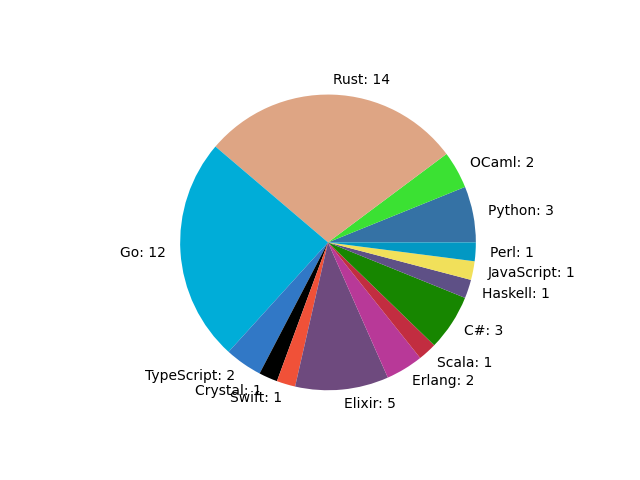 Rust: 14
OCaml: 2
Python: 3
Go: 12
Perl: 1
JavaScript: 1
Haskell: 1
C#: 3
Scala: 1
TypeScript: 2
Erlang: 2
Crystal: 1
Swift: 1
Elixir: 5